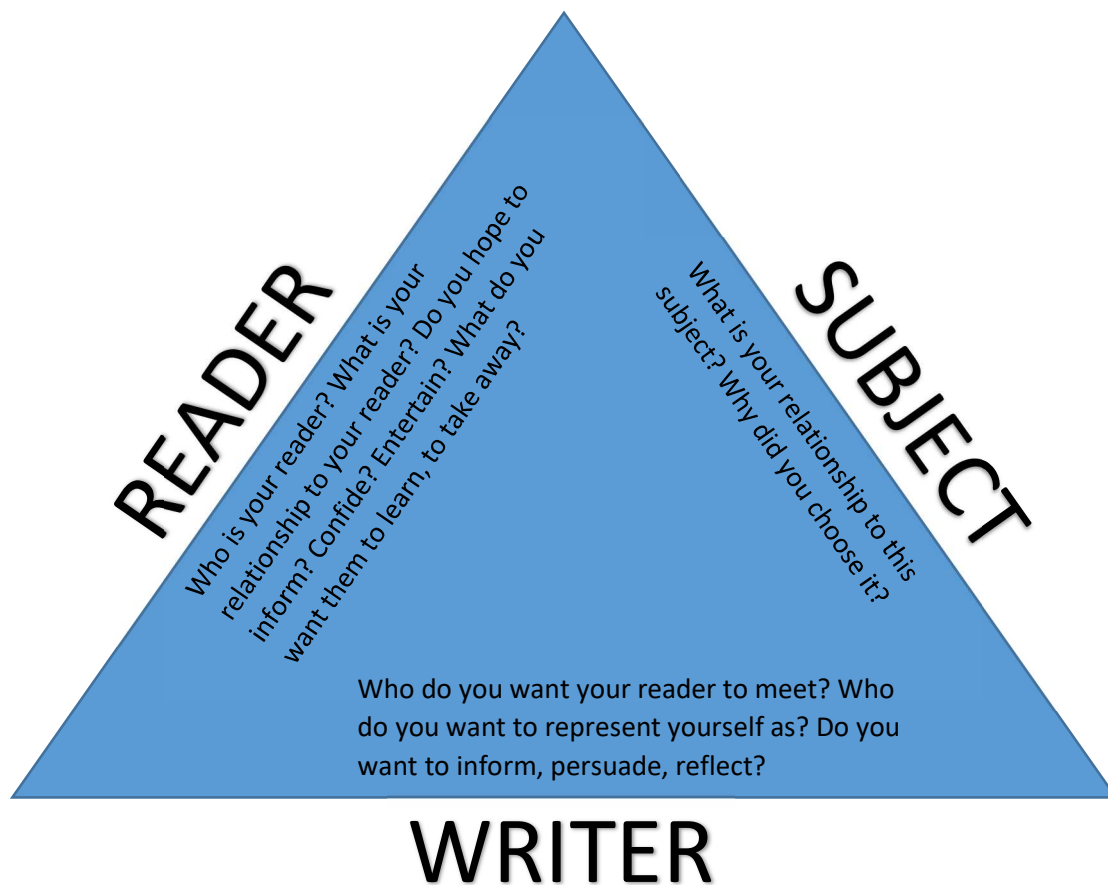 READER
Who is your reader? What is your
relationship to your reader? Do you hope to
inform? Confide? Entertain? What do you
want them to learn, to take away?
SUBJECT
What is your relationship to this
subject? Why did you choose it?
Who do you want your reader to meet? Who
do you want to represent yourself as? Do you
want to inform, persuade, reflect?
WRITER